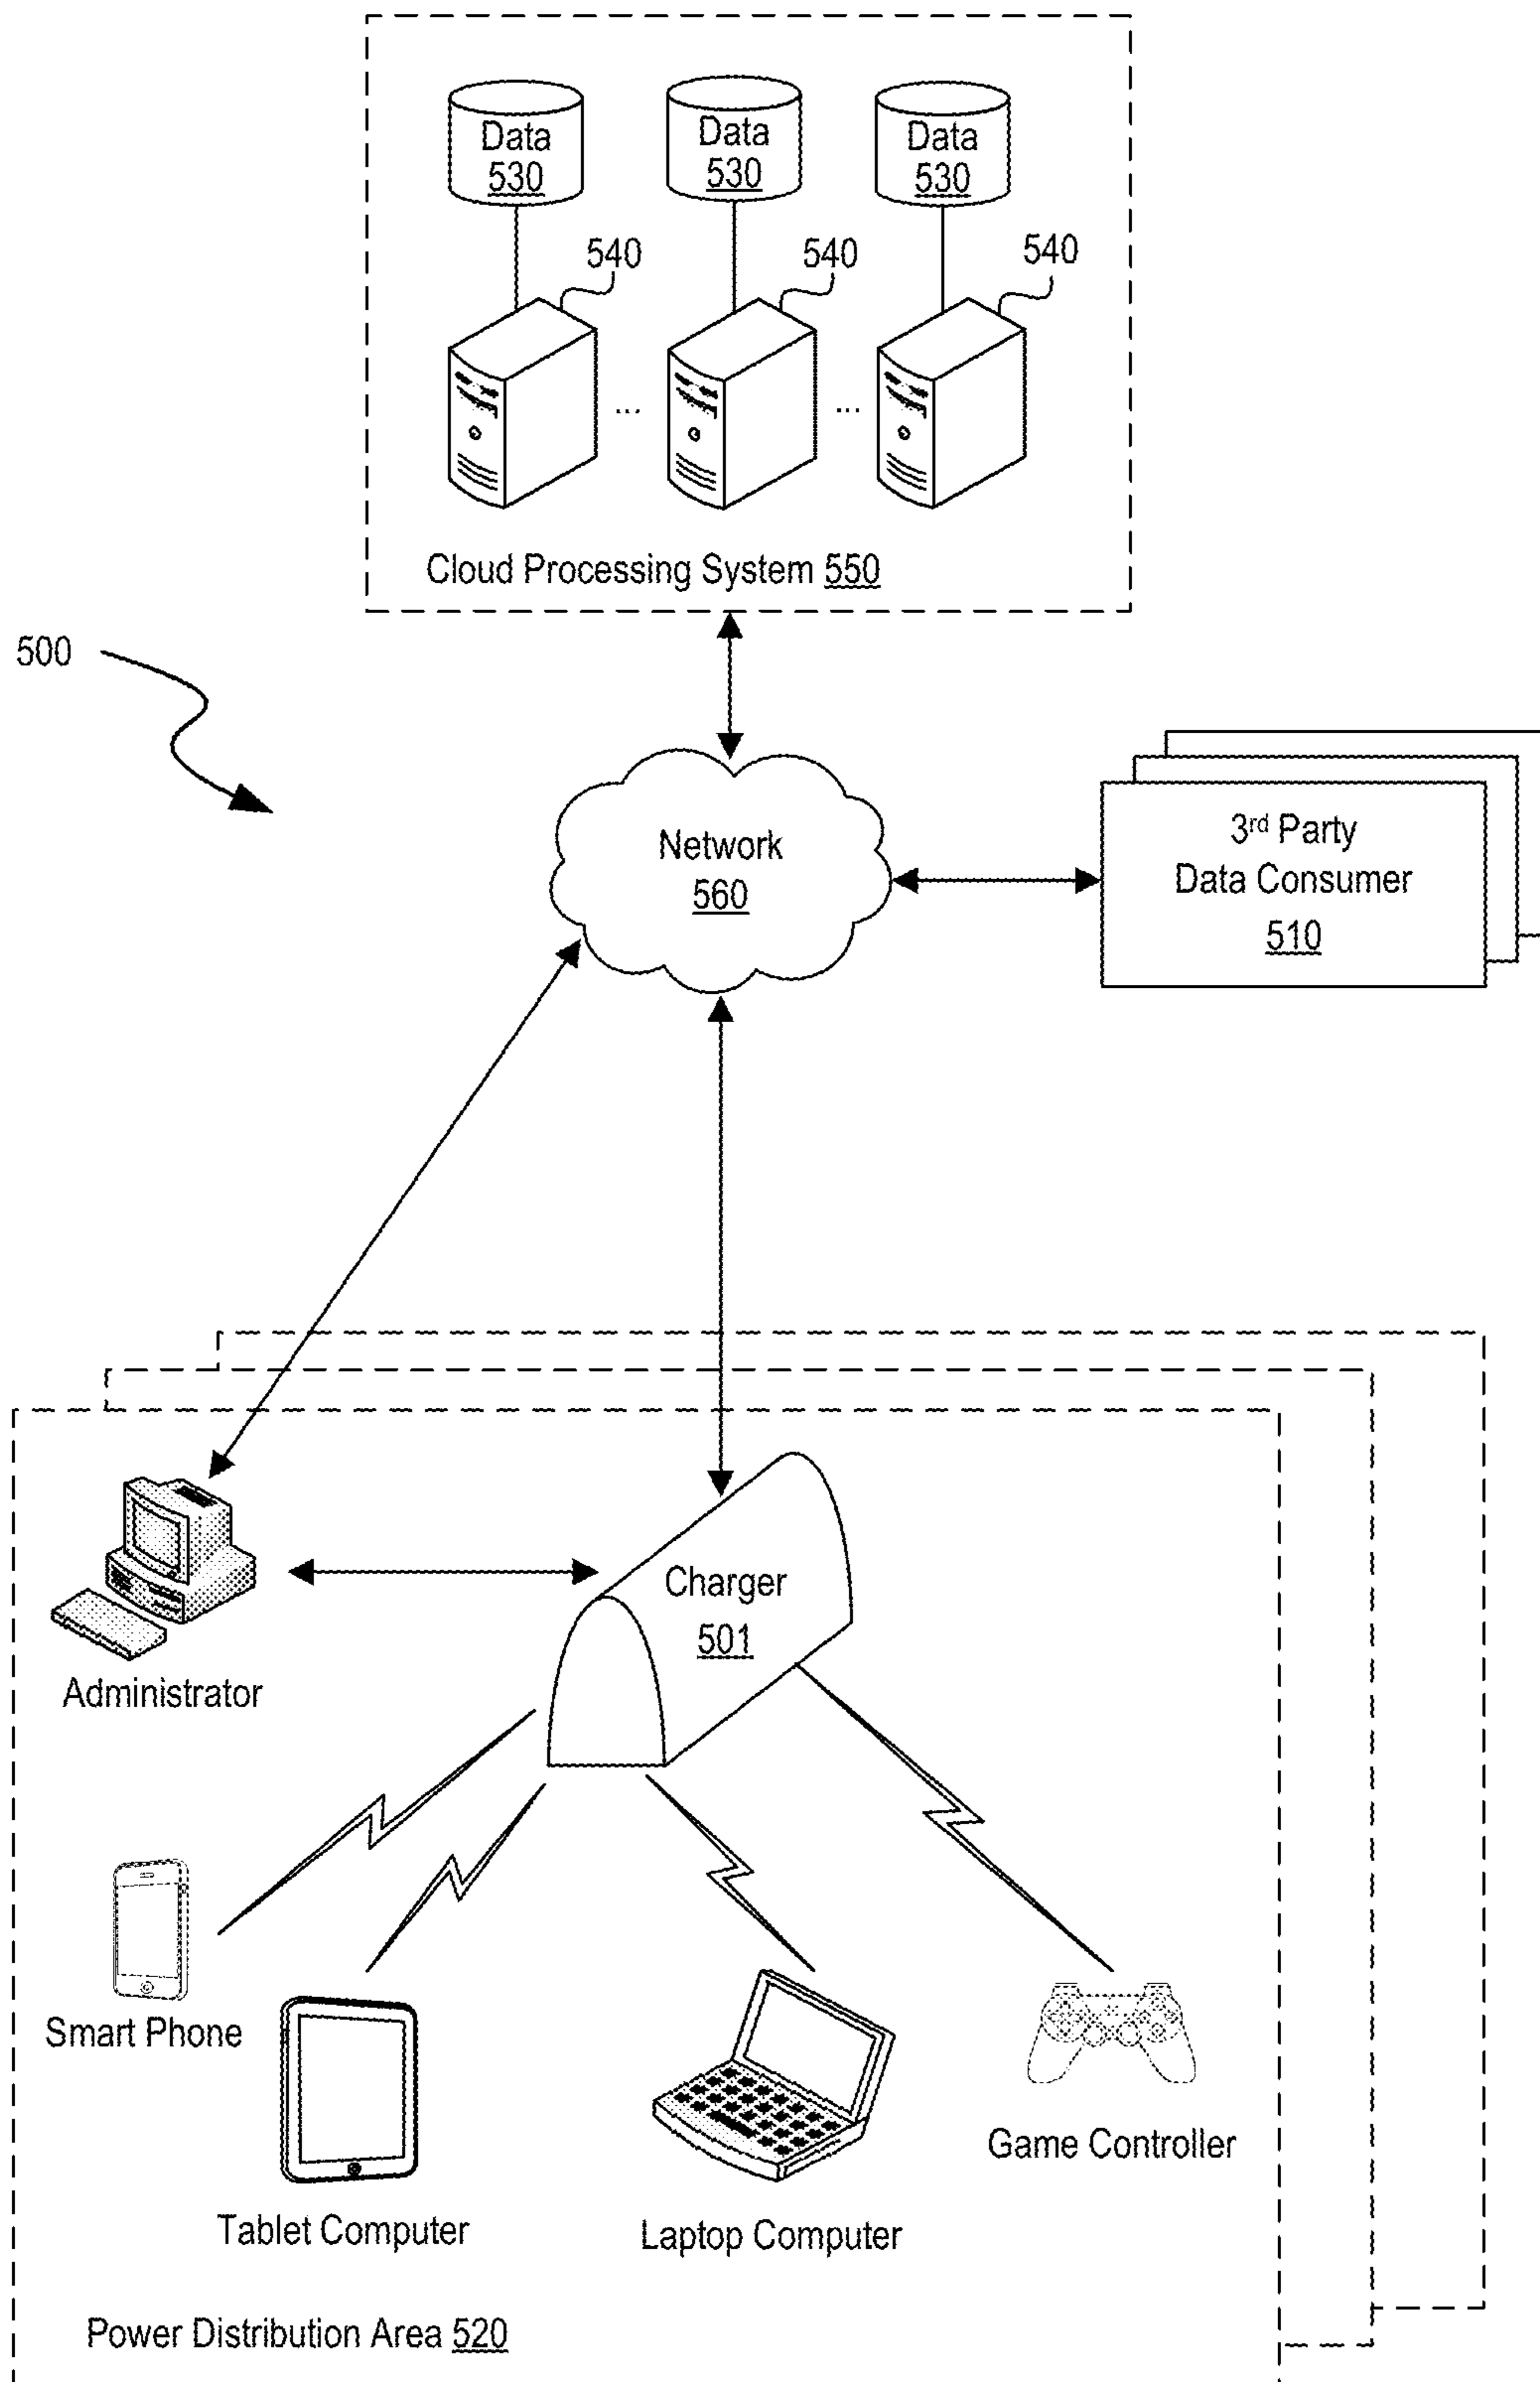 Data
530
Data
530
Data
530
540
540
540
...
...
Cloud Processing System 550
500
Network
560
3rd Party
Data Consumer
510
Charger
501
Administrator
Smart Phone
Tablet Computer
Laptop Computer
Game Controller
Power Distribution Area 520